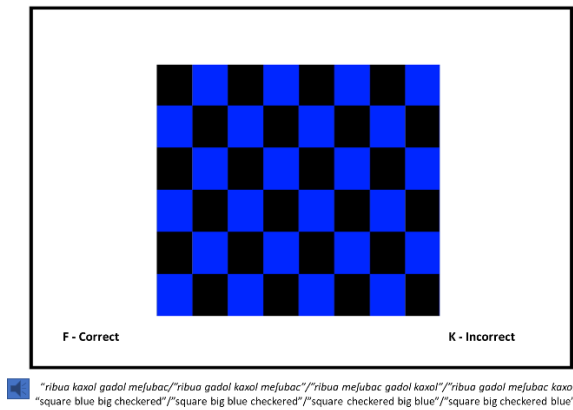 F - Correct
K - Incorrect
"ribua kaxol gadol meʃubac/"ribua gadol kaxol meʃubac"/"ribua meʃubac gadol kaxol"/"ribua gadol meʃubac kaxo
"square blue big checkered"/"square big blue checkered"/"square checkered big blue"/"square big checkered blue'